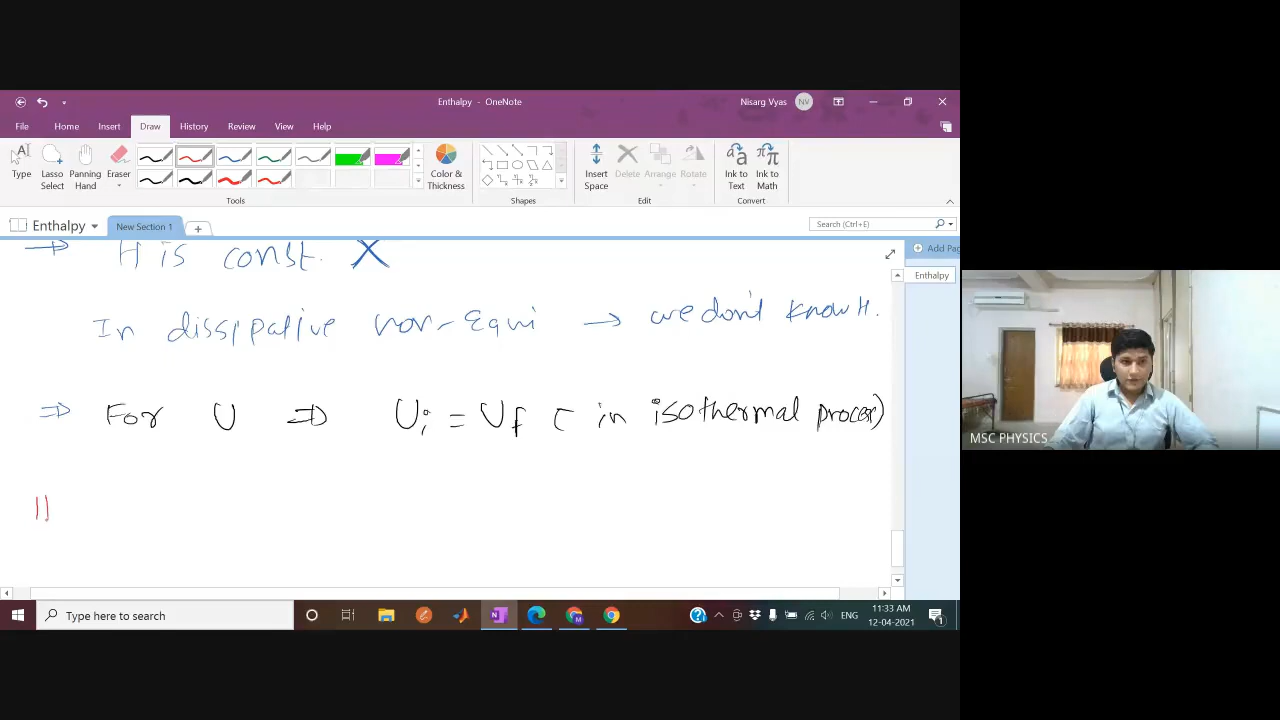 Enthalpy - OneNote
Nisarg Vyas NV
File Home Insert Draw History Review View Help
Type Lasso Select Panning Hand Eraser Color & Thickness Insert Space Delete Arrange Rotate Ink to Text Ink to Math
Tools Shapes Edit Convert
Enthalpy New Section 1 + Search (Ctrl+E)
Add Pag
Enthalpy
⇒ H is const. X
In dissipative non-Equi → we don't know H.
⇒ For U ⇒ Ui = Uf ( in isothermal process)
MSC PHYSICS
Type here to search
ENG 11:33 AM
12-04-2021